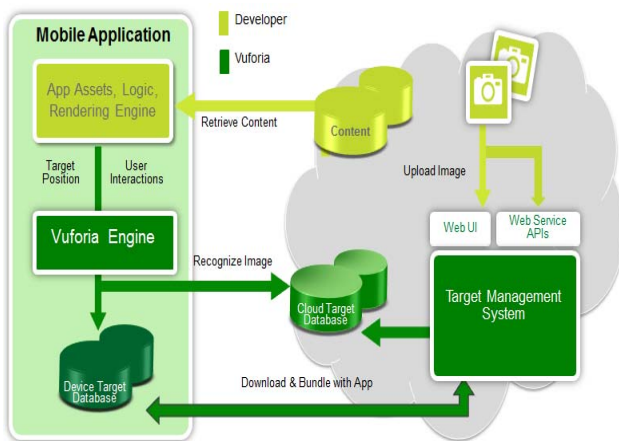 Developer
Vuforia
Mobile Application
App Assets, Logic,
Rendering Engine
Retrieve Content
Content
Target
Position
User
Interactions
Upload Image
Vuforia Engine
Web UI
Web Service
APIs
Recognize Image
Cloud Target
Database
Target Management
System
Device Target
Database
Download & Bundle with App